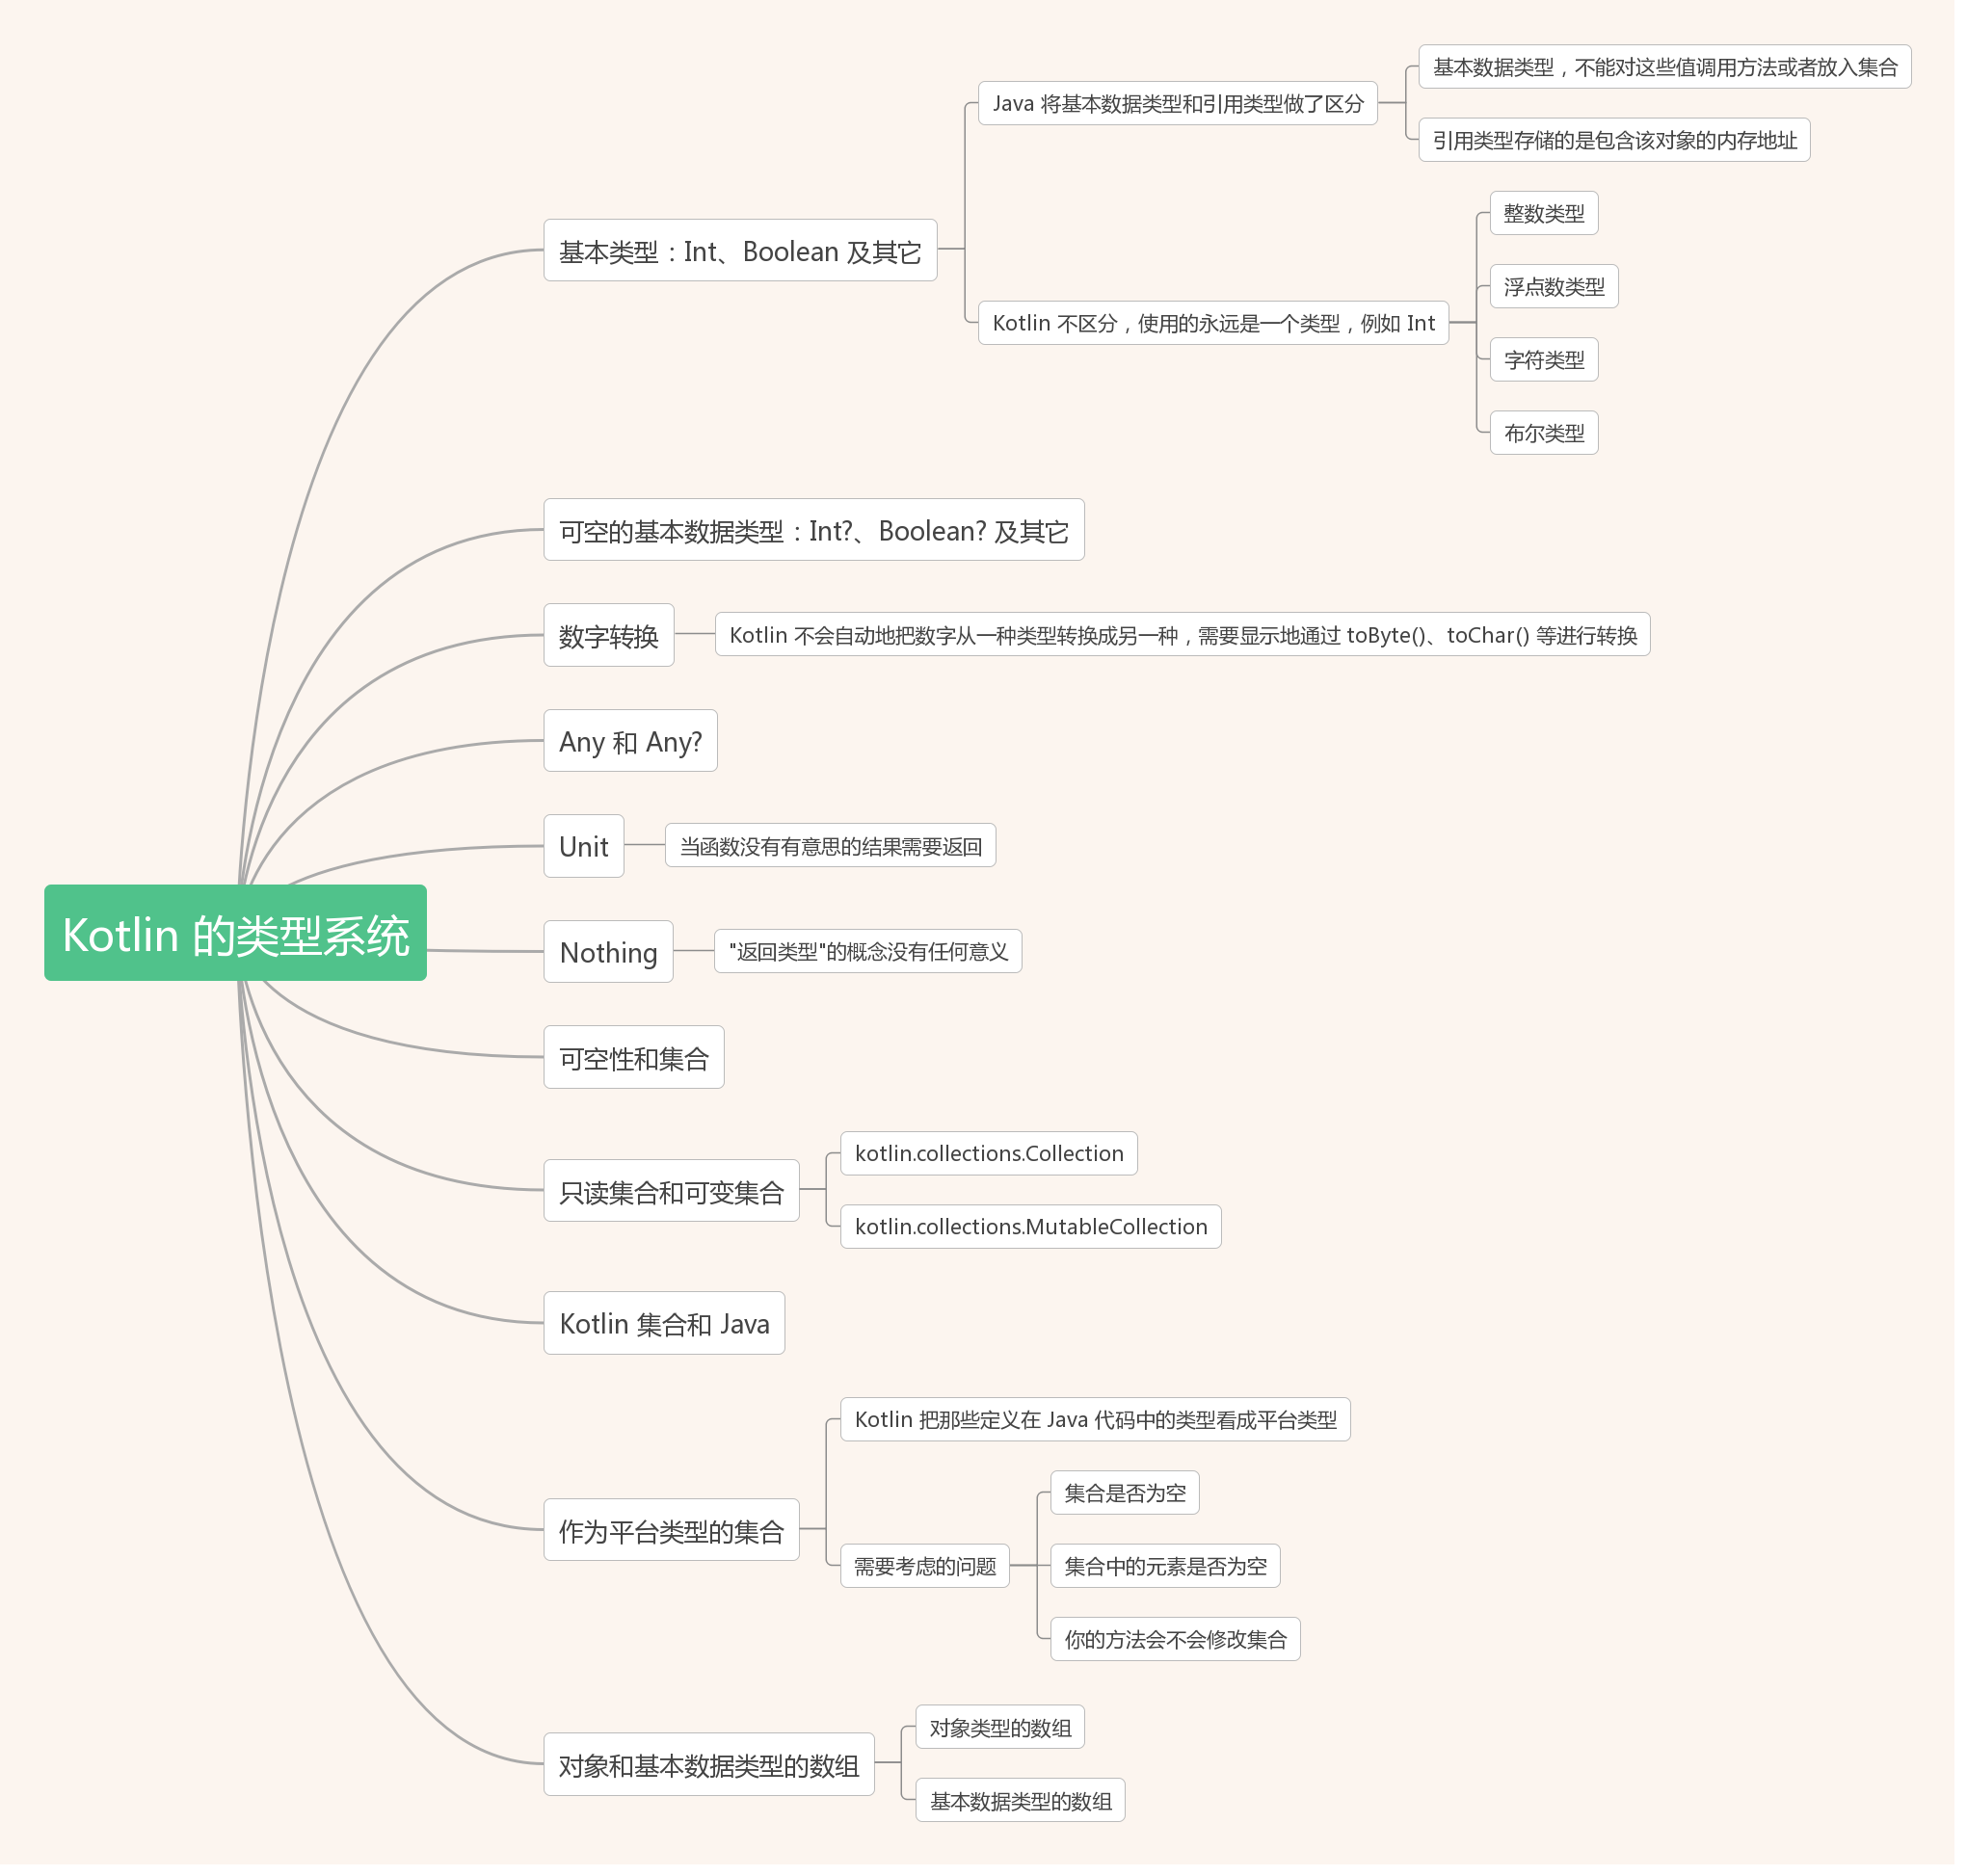 Kotlin 的类型系统
基本类型：Int、Boolean 及其它
Java 将基本数据类型和引用类型做了区分
基本数据类型，不能对这些值调用方法或者放入集合
引用类型存储的是包含该对象的内存地址
Kotlin 不区分，使用的永远是一个类型，例如 Int
整数类型
浮点数类型
字符类型
布尔类型
可空的基本数据类型：Int?、Boolean? 及其它
数字转换
Kotlin 不会自动地把数字从一种类型转换成另一种，需要显示地通过 toByte()、toChar() 等进行转换
Any 和 Any?
Unit
当函数没有有意思的结果需要返回
Nothing
"返回类型"的概念没有任何意义
可空性和集合
只读集合和可变集合
kotlin.collections.Collection
kotlin.collections.MutableCollection
Kotlin 集合和 Java
作为平台类型的集合
Kotlin 把那些定义在 Java 代码中的类型看成平台类型
需要考虑的问题
集合是否为空
集合中的元素是否为空
你的方法会不会修改集合
对象和基本数据类型的数组
对象类型的数组
基本数据类型的数组